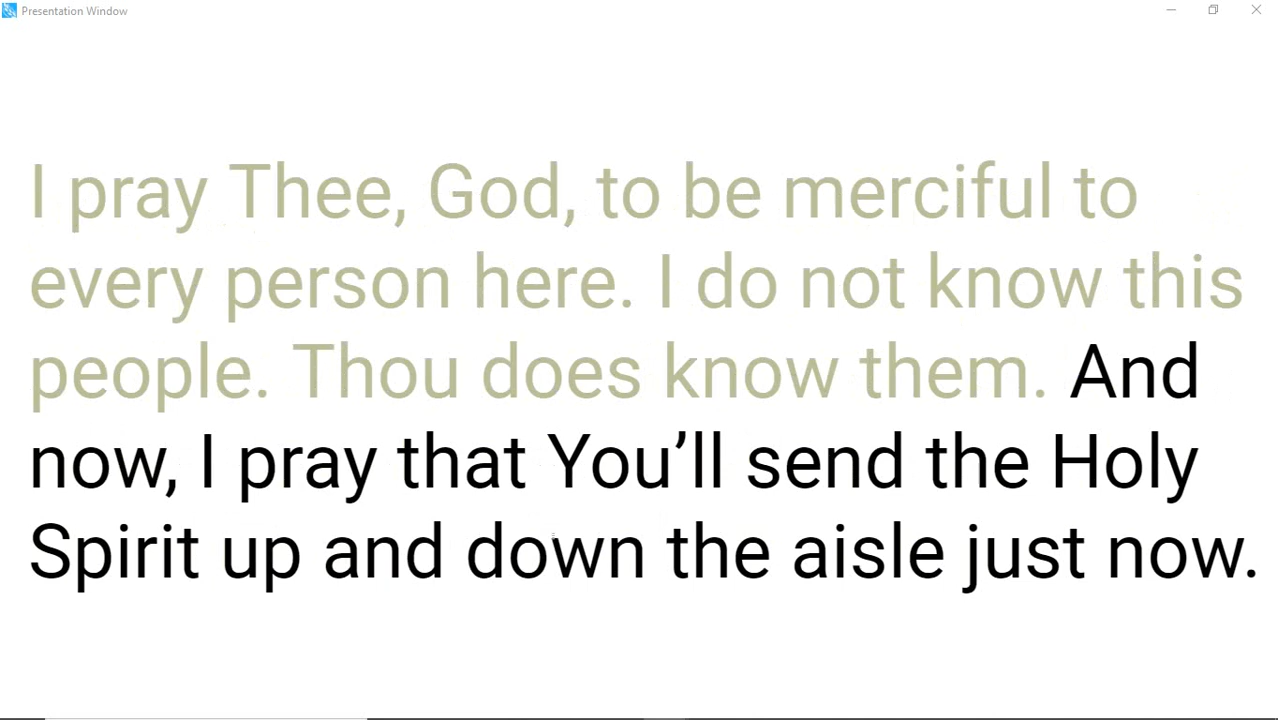 Presentation Window
I pray Thee, God, to be merciful to
every person here. I do not know this
people. Thou does know them. And
now, I pray that You’ll send the Holy
Spirit up and down the aisle just now.